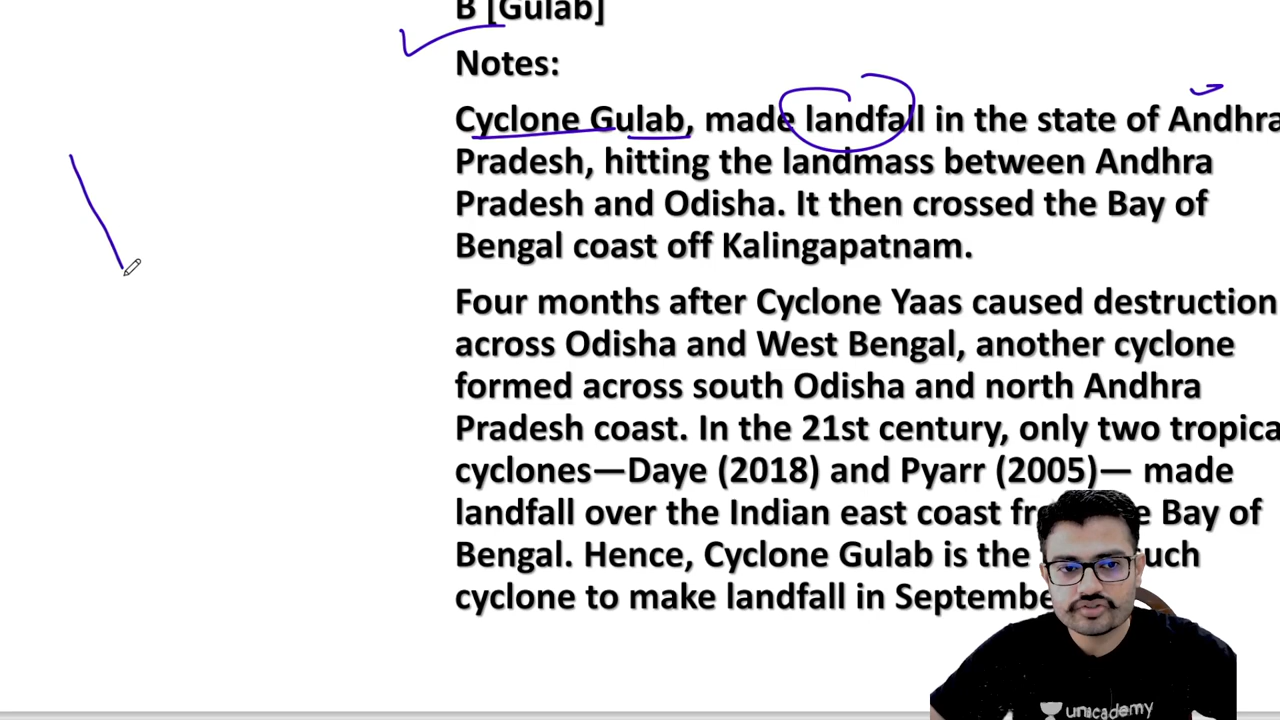 B [Gulab]
Notes:
Cyclone Gulab, made landfall in the state of Andhra
Pradesh, hitting the landmass between Andhra
Pradesh and Odisha. It then crossed the Bay of
Bengal coast off Kalingapatnam.
Four months after Cyclone Yaas caused destruction
across Odisha and West Bengal, another cyclone
formed across south Odisha and north Andhra
Pradesh coast. In the 21st century, only two tropica
cyclones—Daye (2018) and Pyarr (2005)— made
landfall over the Indian east coast Bay of
Bengal. Hence, Cyclone Gulab is the
cyclone to make landfall in Septembe
unacademy